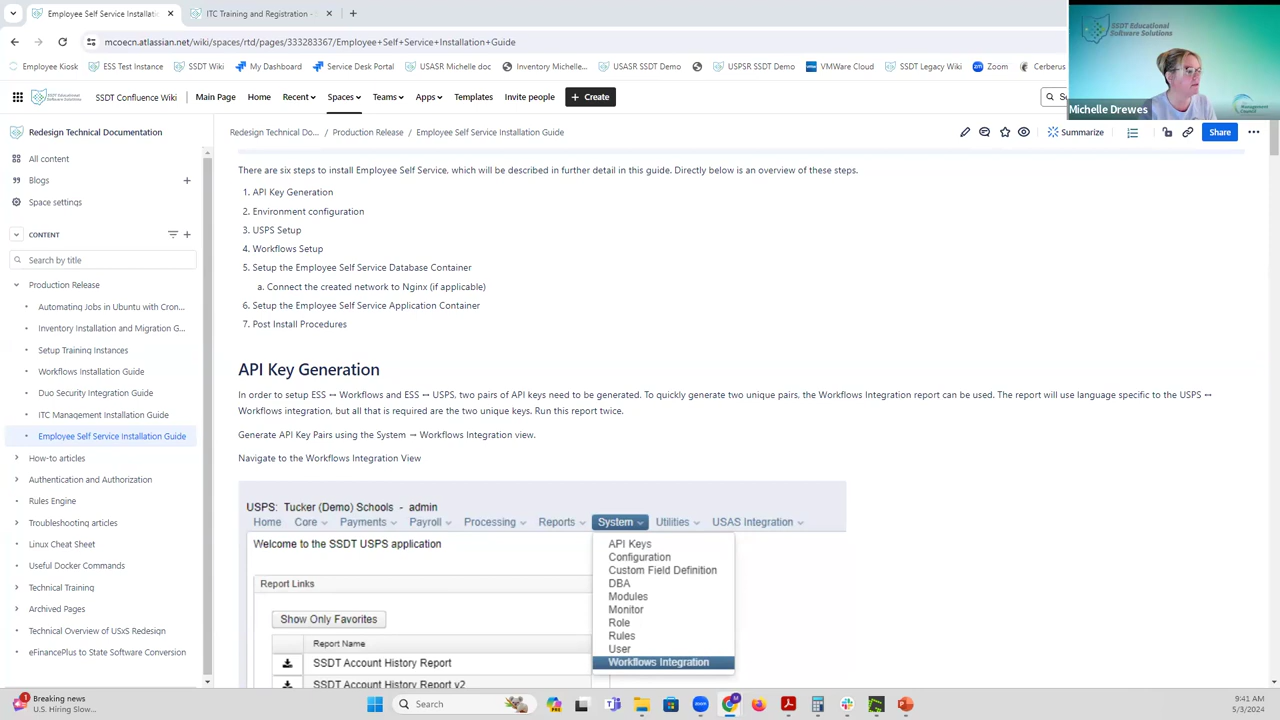 Employee Self Service Installatio
ITC Training and Registration -
mcoecn.atlassian.net/wiki/spaces/rtd/pages/333283367/Employee+Self+Service+Installation+Guide
Employee Kiosk
ESS Test Instance
SSDT Wiki
My Dashboard
Service Desk Portal
USASR Michelle doc
Inventory Michelle...
USASR SSDT Demo
USPSR SSDT Demo
VMWare Cloud
SSDT Legacy Wiki
Zoom
Cerberus
SSDT Educational
Software Solutions
Michelle Drewes
SSDT Confluence Wiki
Main Page
Home
Recent
Spaces
Teams
Apps
Templates
Invite people
Create
Redesign Technical Documentation
Redesign Technical Do... / Production Release / Employee Self Service Installation Guide
Summarize
Share
All content
Blogs
Space settings
CONTENT
Search by title
Production Release
Automating Jobs in Ubuntu with Cron...
Inventory Installation and Migration G...
Setup Training Instances
Workflows Installation Guide
Duo Security Integration Guide
ITC Management Installation Guide
Employee Self Service Installation Guide
How-to articles
Authentication and Authorization
Rules Engine
Troubleshooting articles
Linux Cheat Sheet
Useful Docker Commands
Technical Training
Archived Pages
Technical Overview of USxS Redesign
eFinancePlus to State Software Conversion
There are six steps to install Employee Self Service, which will be described in further detail in this guide. Directly below is an overview of these steps.
1. API Key Generation
2. Environment configuration
3. USPS Setup
4. Workflows Setup
5. Setup the Employee Self Service Database Container
a. Connect the created network to Nginx (if applicable)
6. Setup the Employee Self Service Application Container
7. Post Install Procedures
API Key Generation
In order to setup ESS ↔ Workflows and ESS ↔ USPS, two pairs of API keys need to be generated. To quickly generate two unique pairs, the Workflows Integration report can be used. The report will use language specific to the USPS ↔
Workflows integration, but all that is required are the two unique keys. Run this report twice.
Generate API Key Pairs using the System → Workflows Integration view.
Navigate to the Workflows Integration View
USPS: Tucker (Demo) Schools - admin
Home Core Payments Payroll Processing Reports System Utilities USAS Integration
Welcome to the SSDT USPS application
API Keys
Configuration
Custom Field Definition
DBA
Modules
Monitor
Role
Rules
User
Workflows Integration
Report Links
Show Only Favorites
Report Name
SSDT Account History Report
SSDT Account History Report v2
1
Breaking news
U.S. Hiring Slow...
Search
9:41 AM
5/3/2024